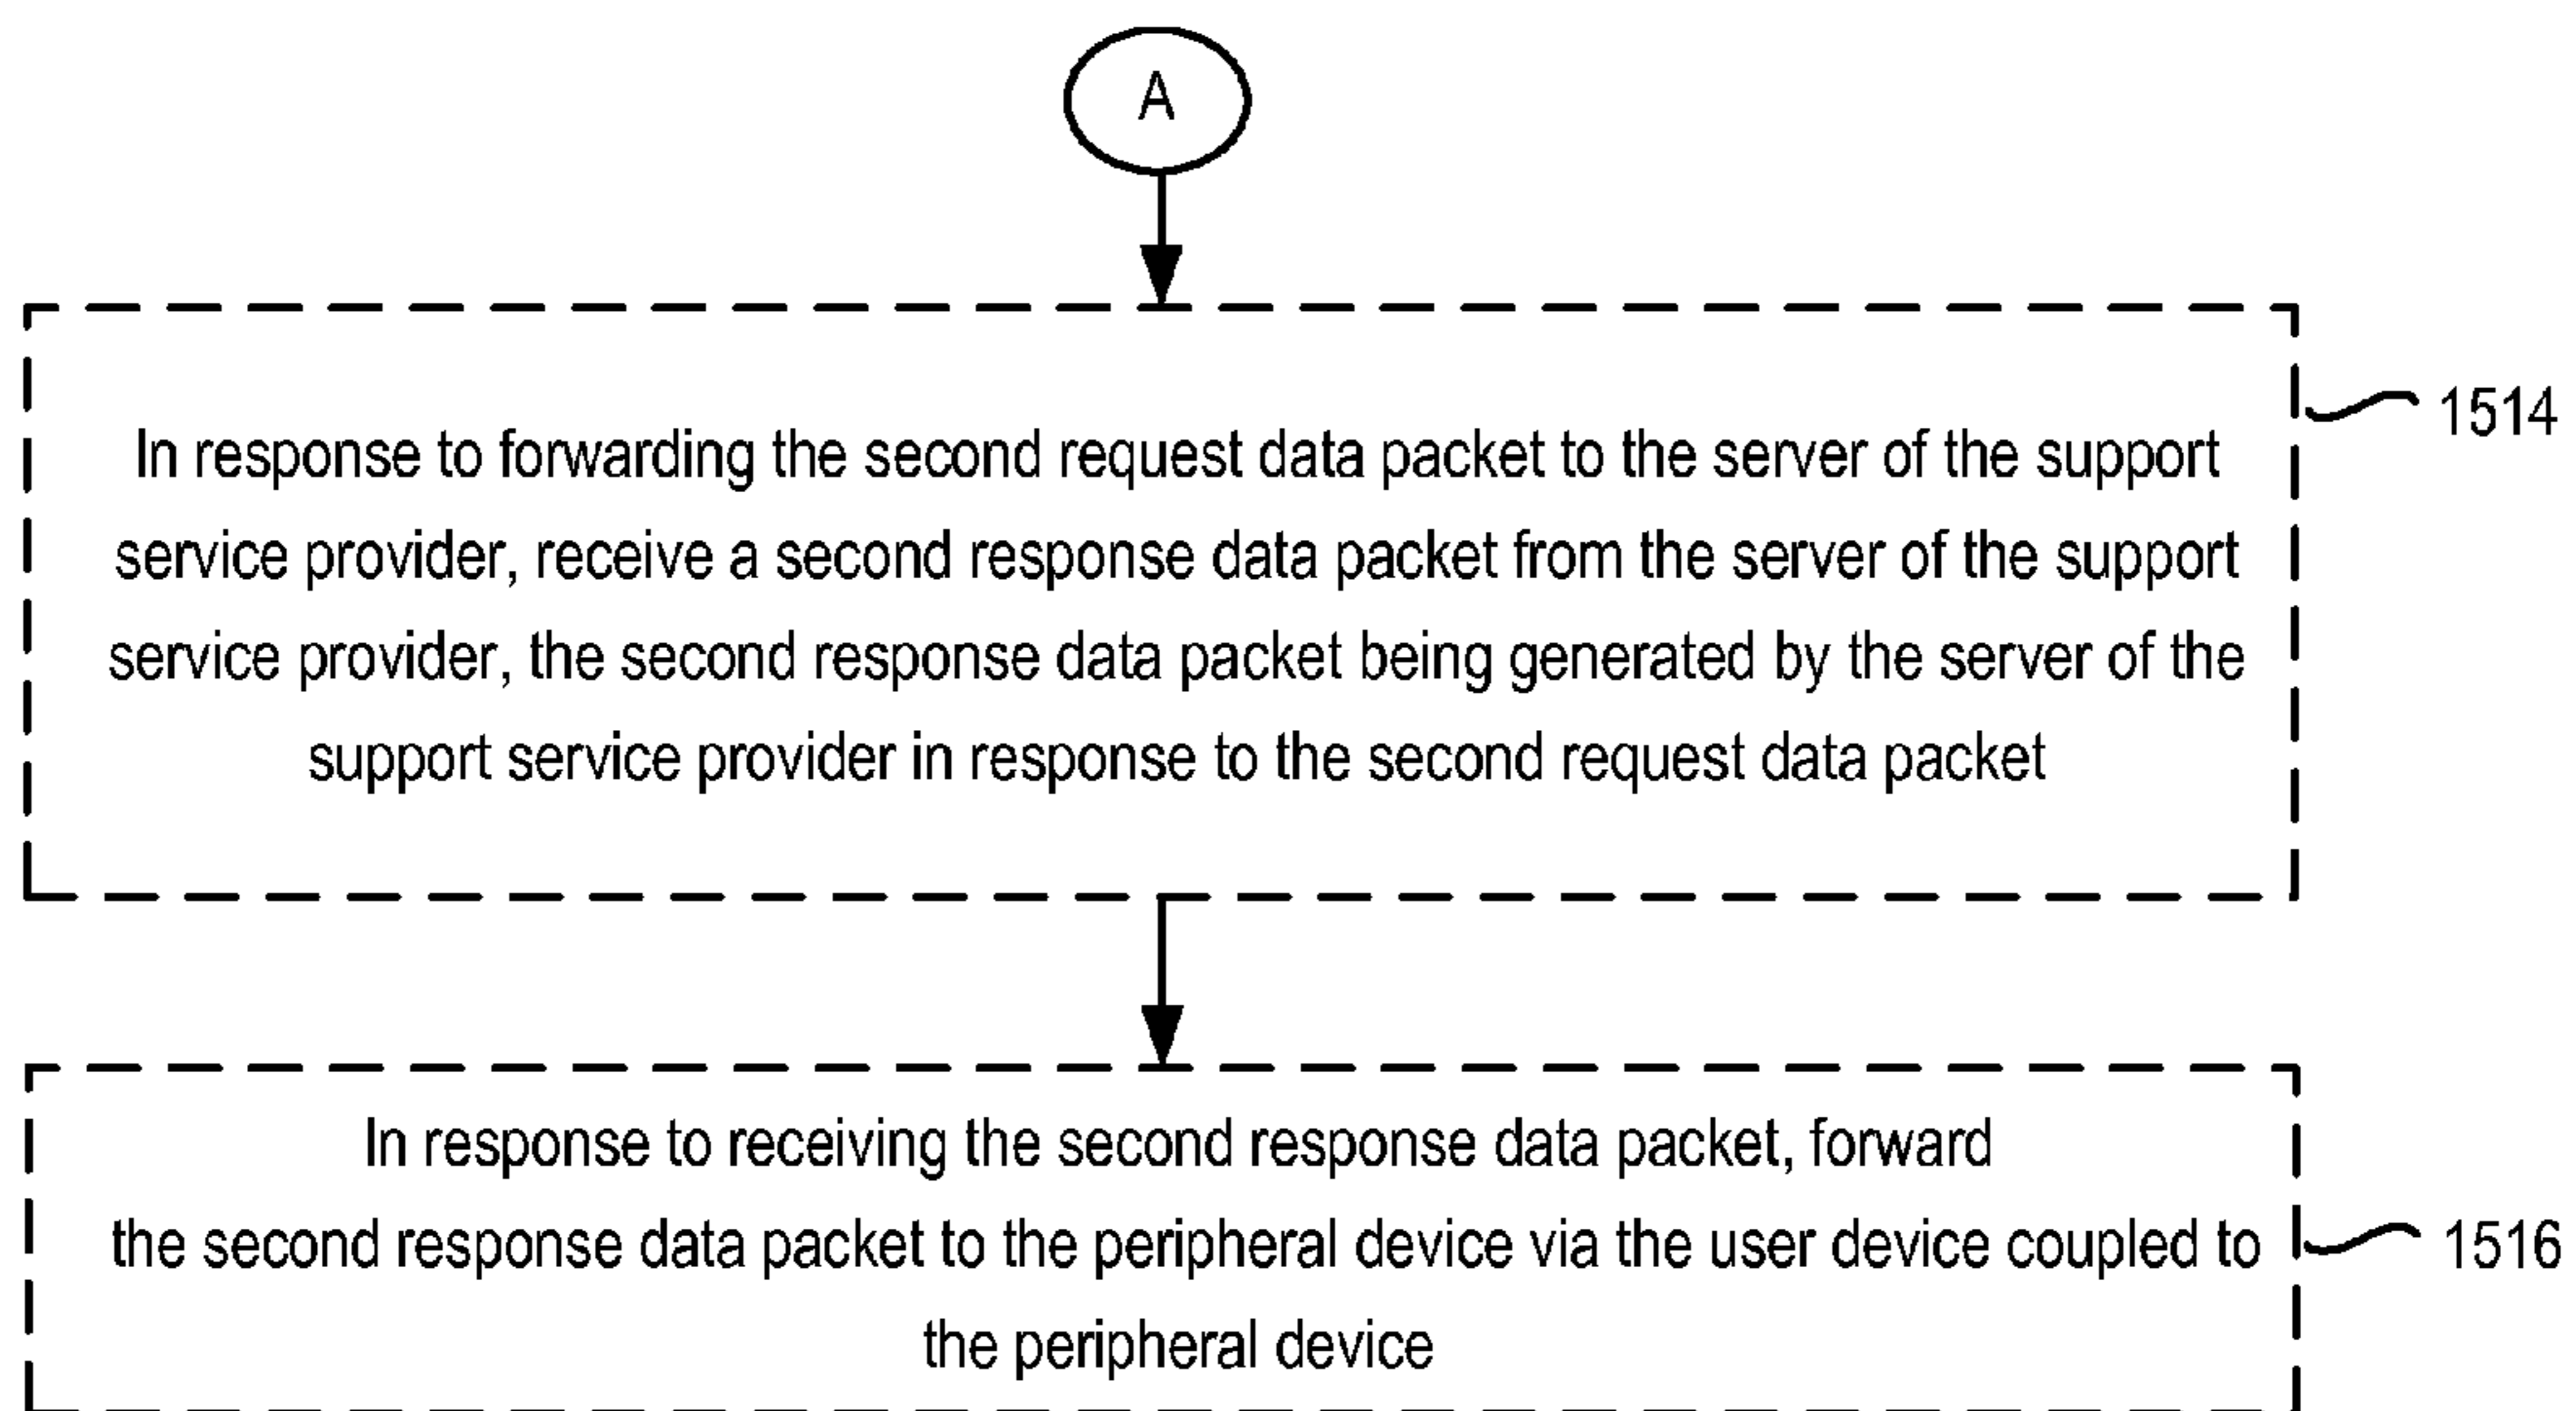 A
In response to forwarding the second request data packet to the server of the support
service provider, receive a second response data packet from the server of the support
service provider, the second response data packet being generated by the server of the
support service provider in response to the second request data packet
1514
In response to receiving the second response data packet, forward
the second response data packet to the peripheral device via the user device coupled to
the peripheral device
1516